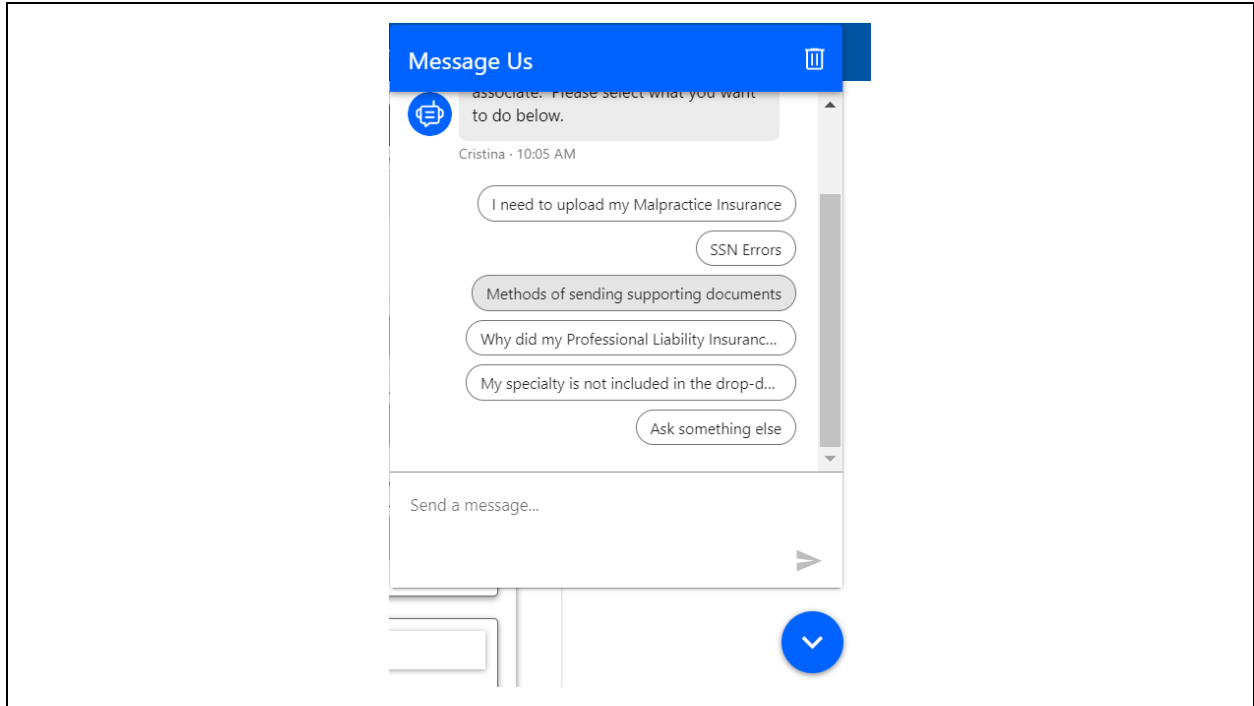 Message Us
associate. Please select what you want
to do below.
Cristina · 10:05 AM
I need to upload my Malpractice Insurance
SSN Errors
Methods of sending supporting documents
Why did my Professional Liability Insuranc...
My specialty is not included in the drop-d...
Ask something else
Send a message...